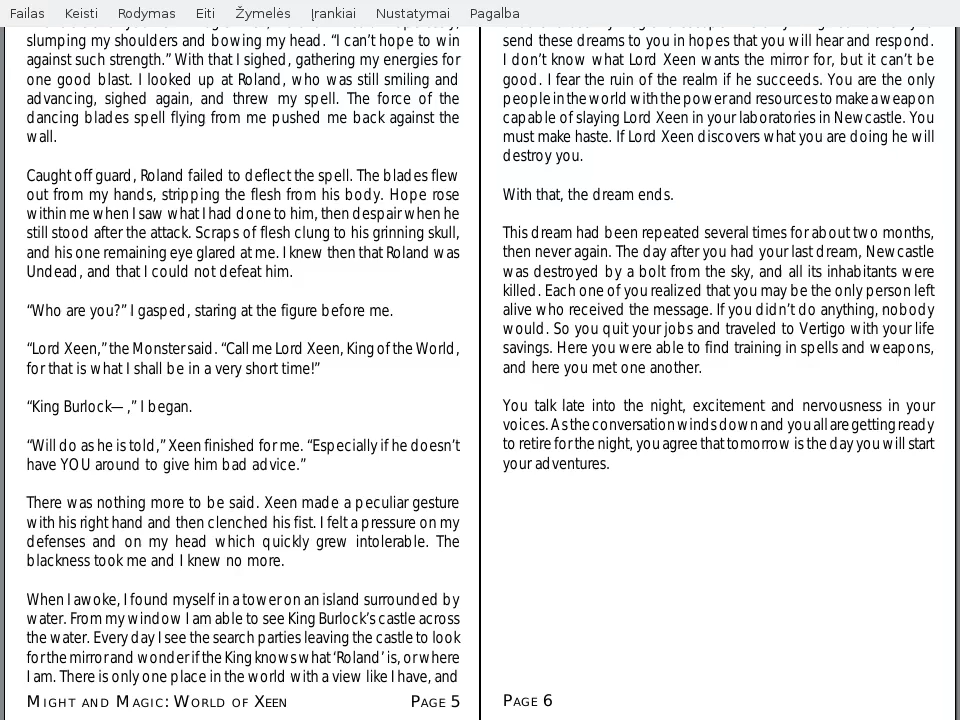 Failas Keisti Rodymas Eiti Žymelės Įrankiai Nustatymai Pagalba
slumping my shoulders and bowing my head. “I can’t hope to win
against such strength.” With that I sighed, gathering my energies for
one good blast. I looked up at Roland, who was still smiling and
advancing, sighed again, and threw my spell. The force of the
dancing blades spell flying from me pushed me back against the
wall.
Caught off guard, Roland failed to deflect the spell. The blades flew
out from my hands, stripping the flesh from his body. Hope rose
within me when I saw what I had done to him, then despair when he
still stood after the attack. Scraps of flesh clung to his grinning skull,
and his one remaining eye glared at me. I knew then that Roland was
Undead, and that I could not defeat him.
“Who are you?” I gasped, staring at the figure before me.
“Lord Xeen,” the Monster said. “Call me Lord Xeen, King of the World,
for that is what I shall be in a very short time!”
“King Burlock—,” I began.
“Will do as he is told,” Xeen finished for me. “Especially if he doesn’t
have YOU around to give him bad advice.”
There was nothing more to be said. Xeen made a peculiar gesture
with his right hand and then clenched his fist. I felt a pressure on my
defenses and on my head which quickly grew intolerable. The
blackness took me and I knew no more.
When I awoke, I found myself in a tower on an island surrounded by
water. From my window I am able to see King Burlock’s castle across
the water. Every day I see the search parties leaving the castle to look
for the mirror and wonder if the King knows what ‘Roland’ is, or where
I am. There is only one place in the world with a view like I have, and
Might and Magic: World of Xeen Page 5
send these dreams to you in hopes that you will hear and respond.
I don’t know what Lord Xeen wants the mirror for, but it can’t be
good. I fear the ruin of the realm if he succeeds. You are the only
people in the world with the power and resources to make a weapon
capable of slaying Lord Xeen in your laboratories in Newcastle. You
must make haste. If Lord Xeen discovers what you are doing he will
destroy you.
With that, the dream ends.
This dream had been repeated several times for about two months,
then never again. The day after you had your last dream, Newcastle
was destroyed by a bolt from the sky, and all its inhabitants were
killed. Each one of you realized that you may be the only person left
alive who received the message. If you didn’t do anything, nobody
would. So you quit your jobs and traveled to Vertigo with your life
savings. Here you were able to find training in spells and weapons,
and here you met one another.
You talk late into the night, excitement and nervousness in your
voices. As the conversation winds down and you all are getting ready
to retire for the night, you agree that tomorrow is the day you will start
your adventures.
Page 6